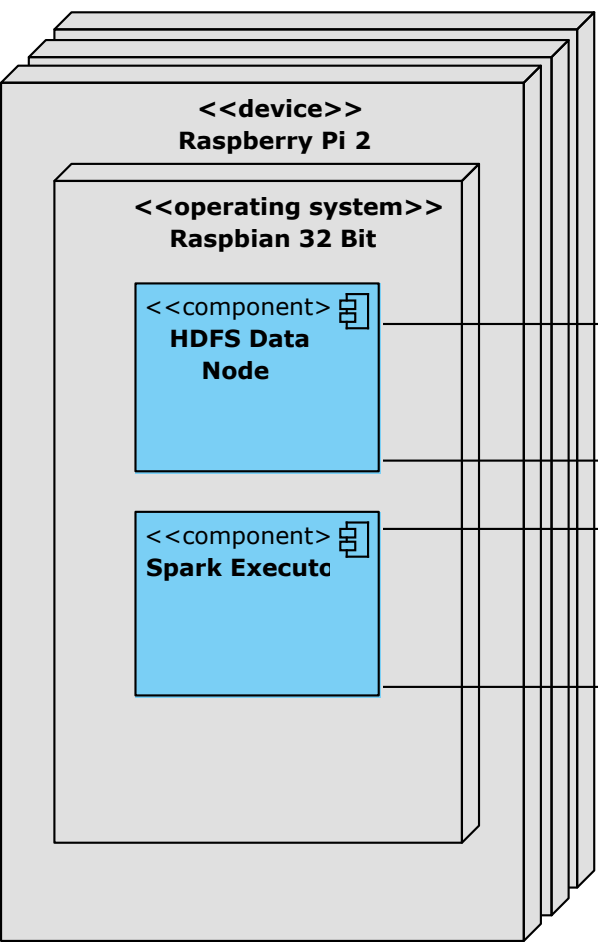 <<device>>
Raspberry Pi 2
<<operating system>>
Raspbian 32 Bit
<<component>
HDFS Data
Node
<<component>
Spark Executo